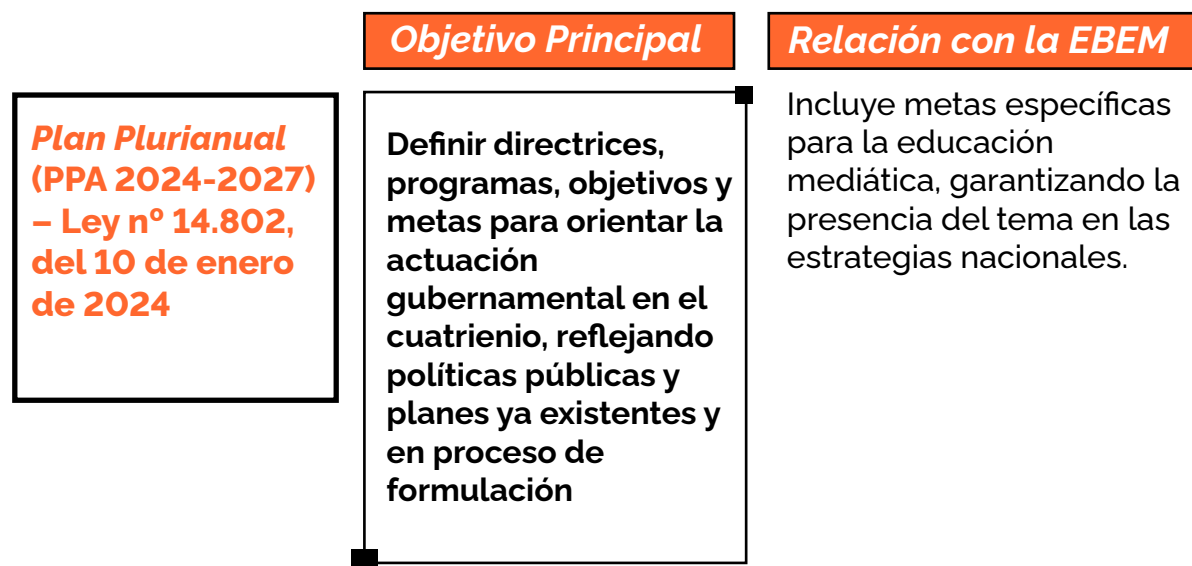 Objetivo Principal
Relación con la EBEM
Plan Plurianual
(PPA 2024-2027)
– Ley nº 14.802,
del 10 de enero
de 2024
Definir directrices,
programas, objetivos y
metas para orientar la
actuación
gubernamental en el
cuatrienio, reflejando
políticas públicas y
planes ya existentes y
en proceso de
formulación
Incluye metas específicas
para la educación
mediática, garantizando la
presencia del tema en las
estrategias nacionales.